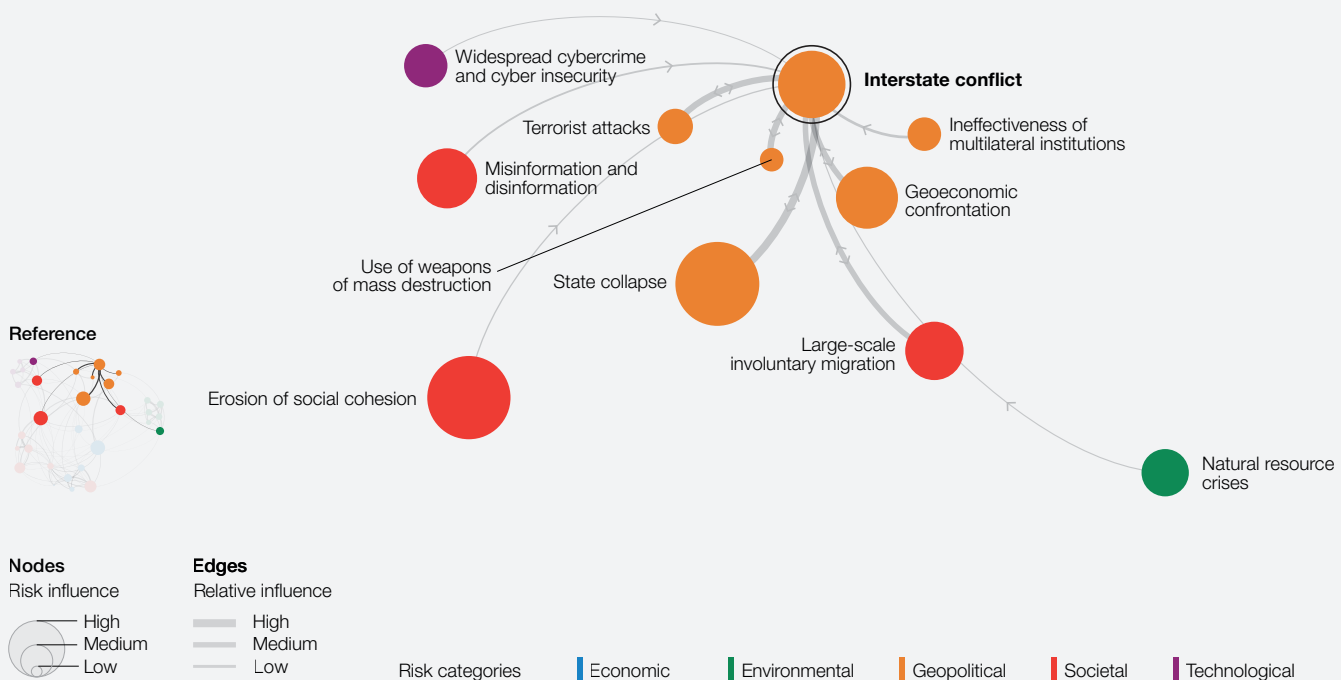 Widespread cybercrime
and cyber insecurity
Interstate conflict
Terrorist attacks
Ineffectiveness of
multilateral institutions
Misinformation and
disinformation
Geoeconomic
confrontation
Use of weapons
of mass destruction
State collapse
Reference
Large-scale
involuntary migration
Erosion of social cohesion
Natural resource
crises
Nodes
Risk influence
High
Medium
Low
Edges
Relative influence
High
Medium
Low
Risk categories
Economic
Environmental
Geopolitical
Societal
Technological